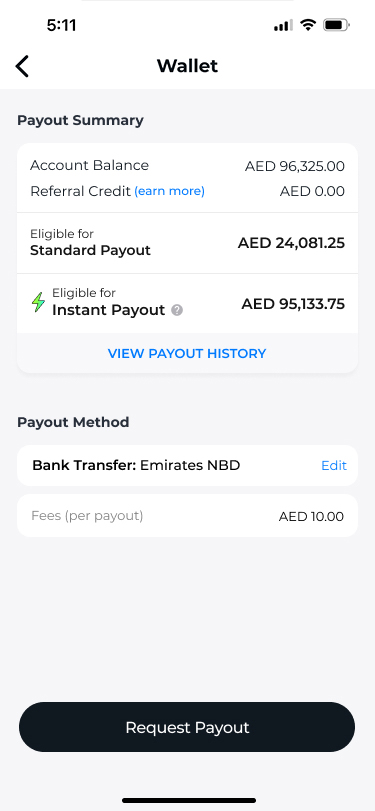 5:11
Wallet
Payout Summary
Account Balance AED 96,325.00
Referral Credit (earn more) AED 0.00
Eligible for
Standard Payout AED 24,081.25
Eligible for
Instant Payout ? AED 95,133.75
VIEW PAYOUT HISTORY
Payout Method
Bank Transfer: Emirates NBD Edit
Fees (per payout) AED 10.00
Request Payout